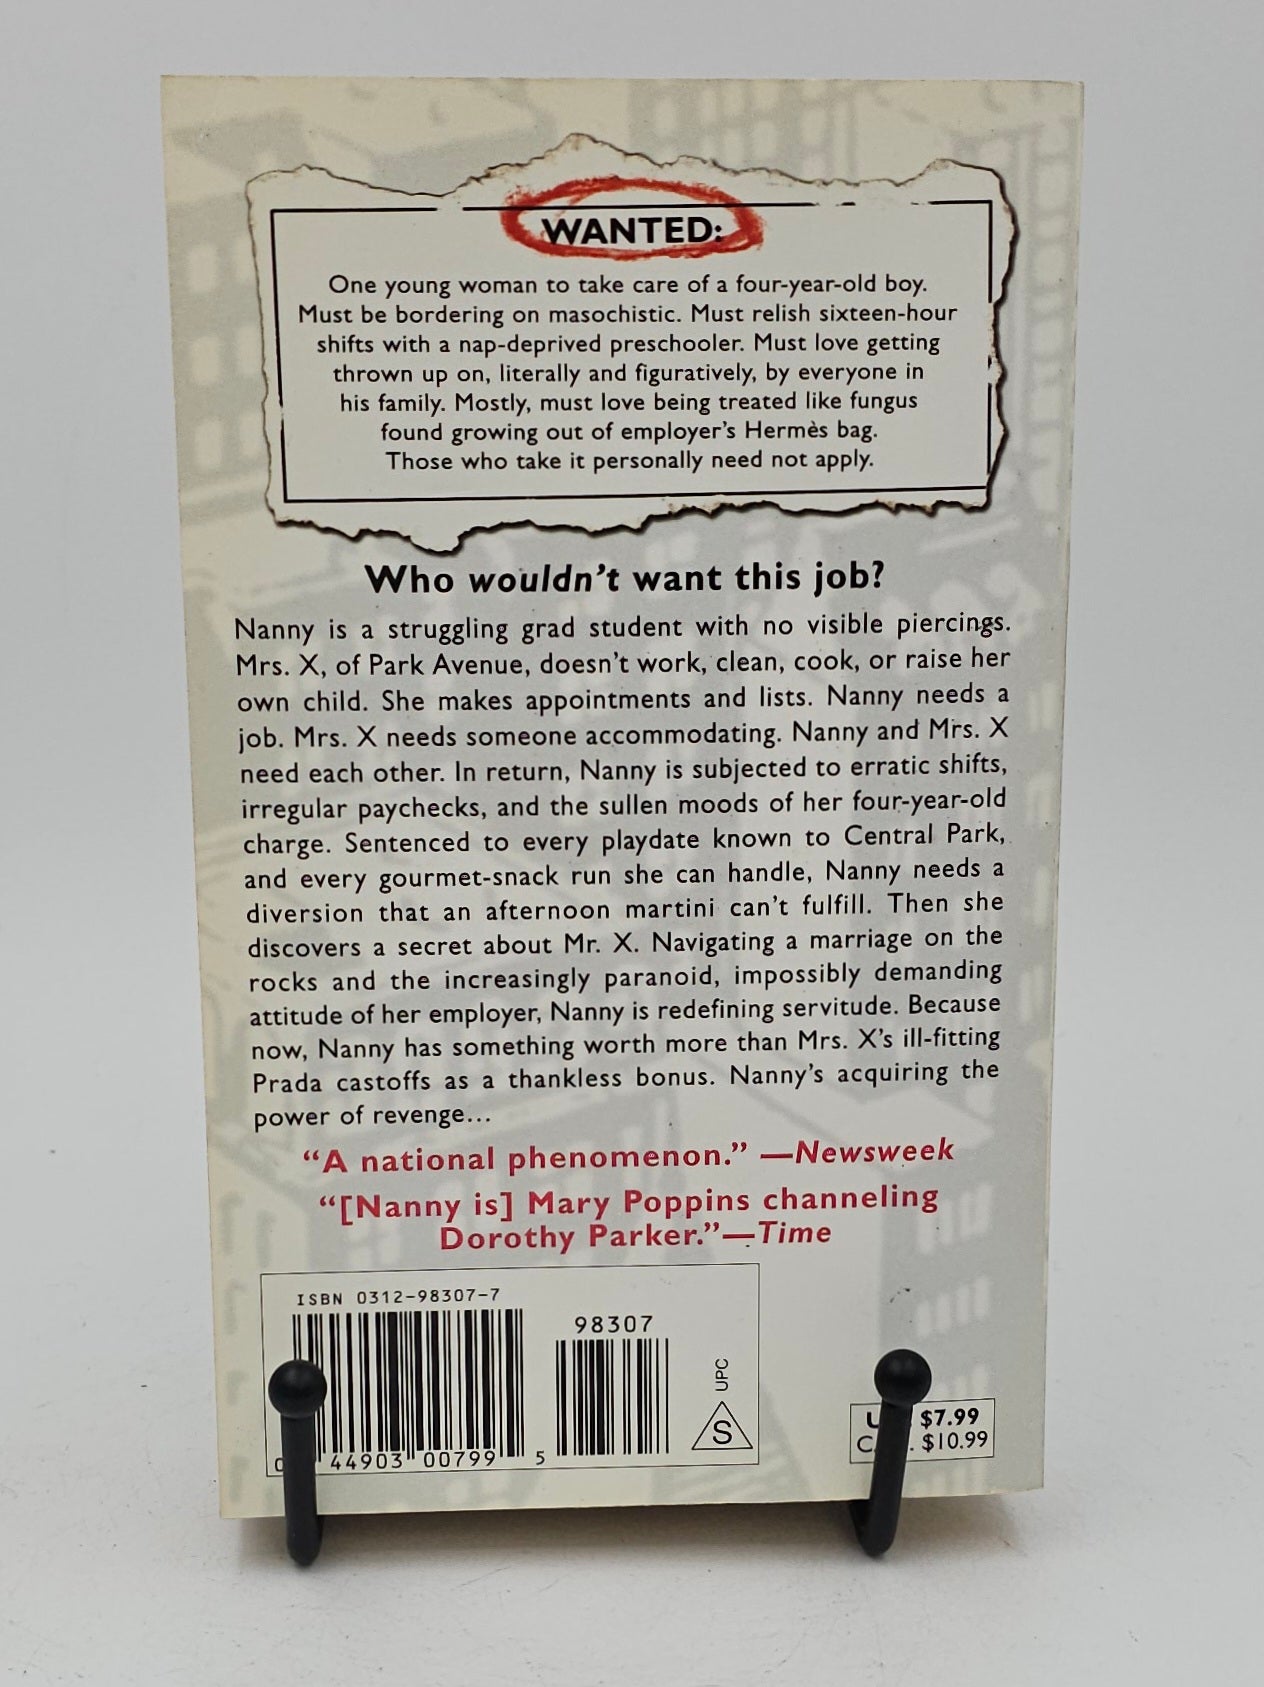 WANTED:
One young woman to take care of a four-year-old boy.
Must be bordering on masochistic. Must relish sixteen-hour
shifts with a nap-deprived preschooler. Must love getting
thrown up on, literally and figuratively, by everyone in
his family. Mostly, must love being treated like fungus
found growing out of employer's Hermès bag.
Those who take it personally need not apply.
Who wouldn't want this job?
Nanny is a struggling grad student with no visible piercings.
Mrs. X, of Park Avenue, doesn't work, clean, cook, or raise her
own child. She makes appointments and lists. Nanny needs a
job. Mrs. X needs someone accommodating. Nanny and Mrs. X
need each other. In return, Nanny is subjected to erratic shifts,
irregular paychecks, and the sullen moods of her four-year-old
charge. Sentenced to every playdate known to Central Park,
and every gourmet-snack run she can handle, Nanny needs a
diversion that an afternoon martini can't fulfill. Then she
discovers a secret about Mr. X. Navigating a marriage on the
rocks and the increasingly paranoid, impossibly demanding
attitude of her employer, Nanny is redefining servitude. Because
now, Nanny has something worth more than Mrs. X's ill-fitting
Prada castoffs as a thankless bonus. Nanny's acquiring the
power of revenge...
"A national phenomenon." —Newsweek
"[Nanny is] Mary Poppins channeling
Dorothy Parker."—Time
ISBN 0312-98307-7
98307
UPC
S
44903 00799 5
$7.99
$10.99